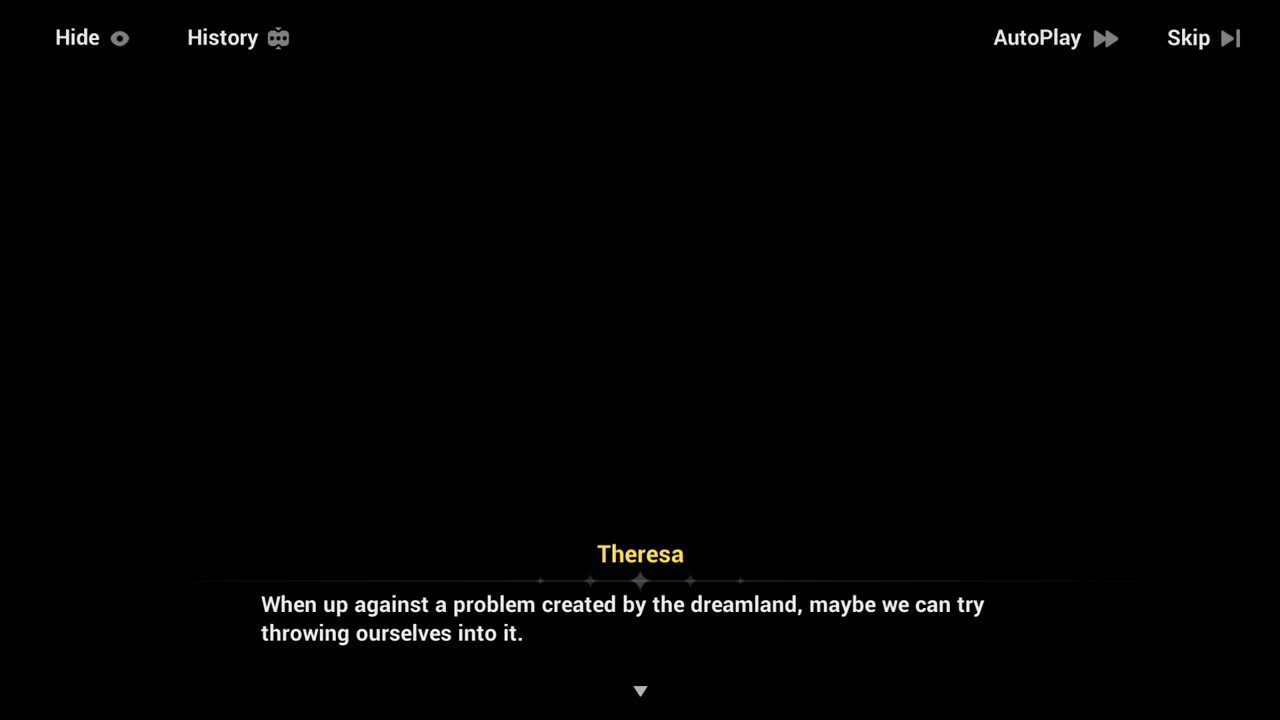 Hide
History
AutoPlay
Skip
Theresa
When up against a problem created by the dreamland, maybe we can try
throwing ourselves into it.